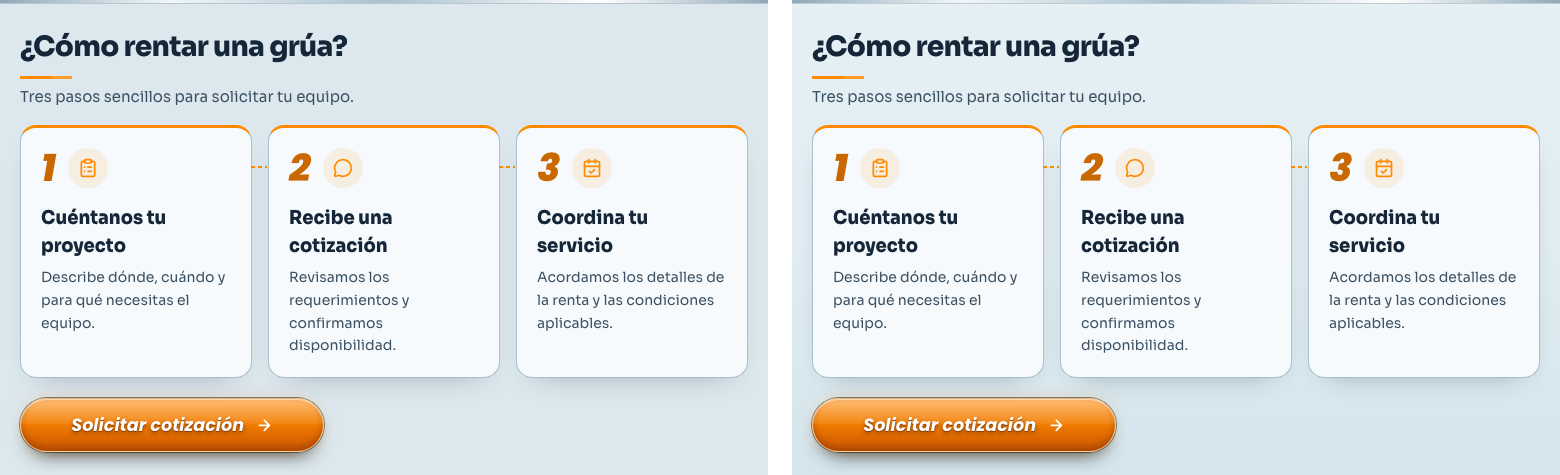 ¿Cómo rentar una grúa?
Tres pasos sencillos para solicitar tu equipo.
1
Cuéntanos tu
proyecto
Describe dónde, cuándo y
para qué necesitas el
equipo.
2
Recibe una
cotización
Revisamos los
requerimientos y
confirmamos
disponibilidad.
3
Coordina tu
servicio
Acordamos los detalles de
la renta y las condiciones
aplicables.
Solicitar cotización →
¿Cómo rentar una grúa?
Tres pasos sencillos para solicitar tu equipo.
1
Cuéntanos tu
proyecto
Describe dónde, cuándo y
para qué necesitas el
equipo.
2
Recibe una
cotización
Revisamos los
requerimientos y
confirmamos
disponibilidad.
3
Coordina tu
servicio
Acordamos los detalles de
la renta y las condiciones
aplicables.
Solicitar cotización →